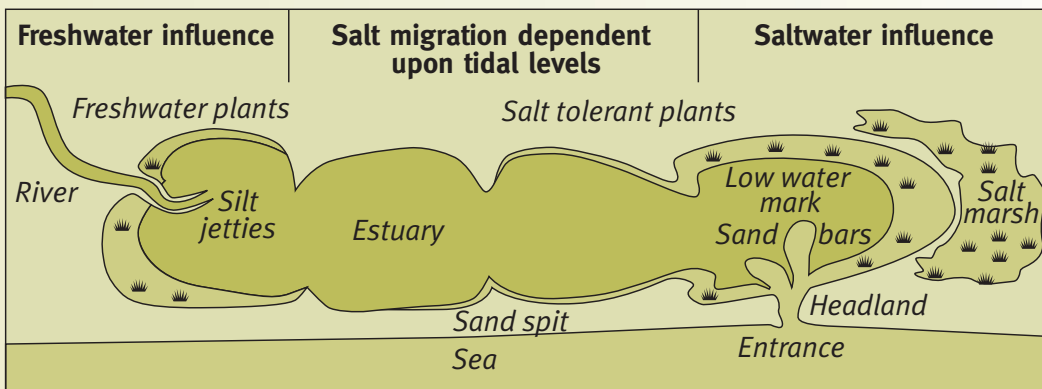 Freshwater influence
Salt migration dependent
upon tidal levels
Saltwater influence
Freshwater plants
Salt tolerant plants
River
Silt
jetties
Estuary
Low water
mark
Sand bars
Salt
marsh
Headland
Sand spit
Entrance
Sea